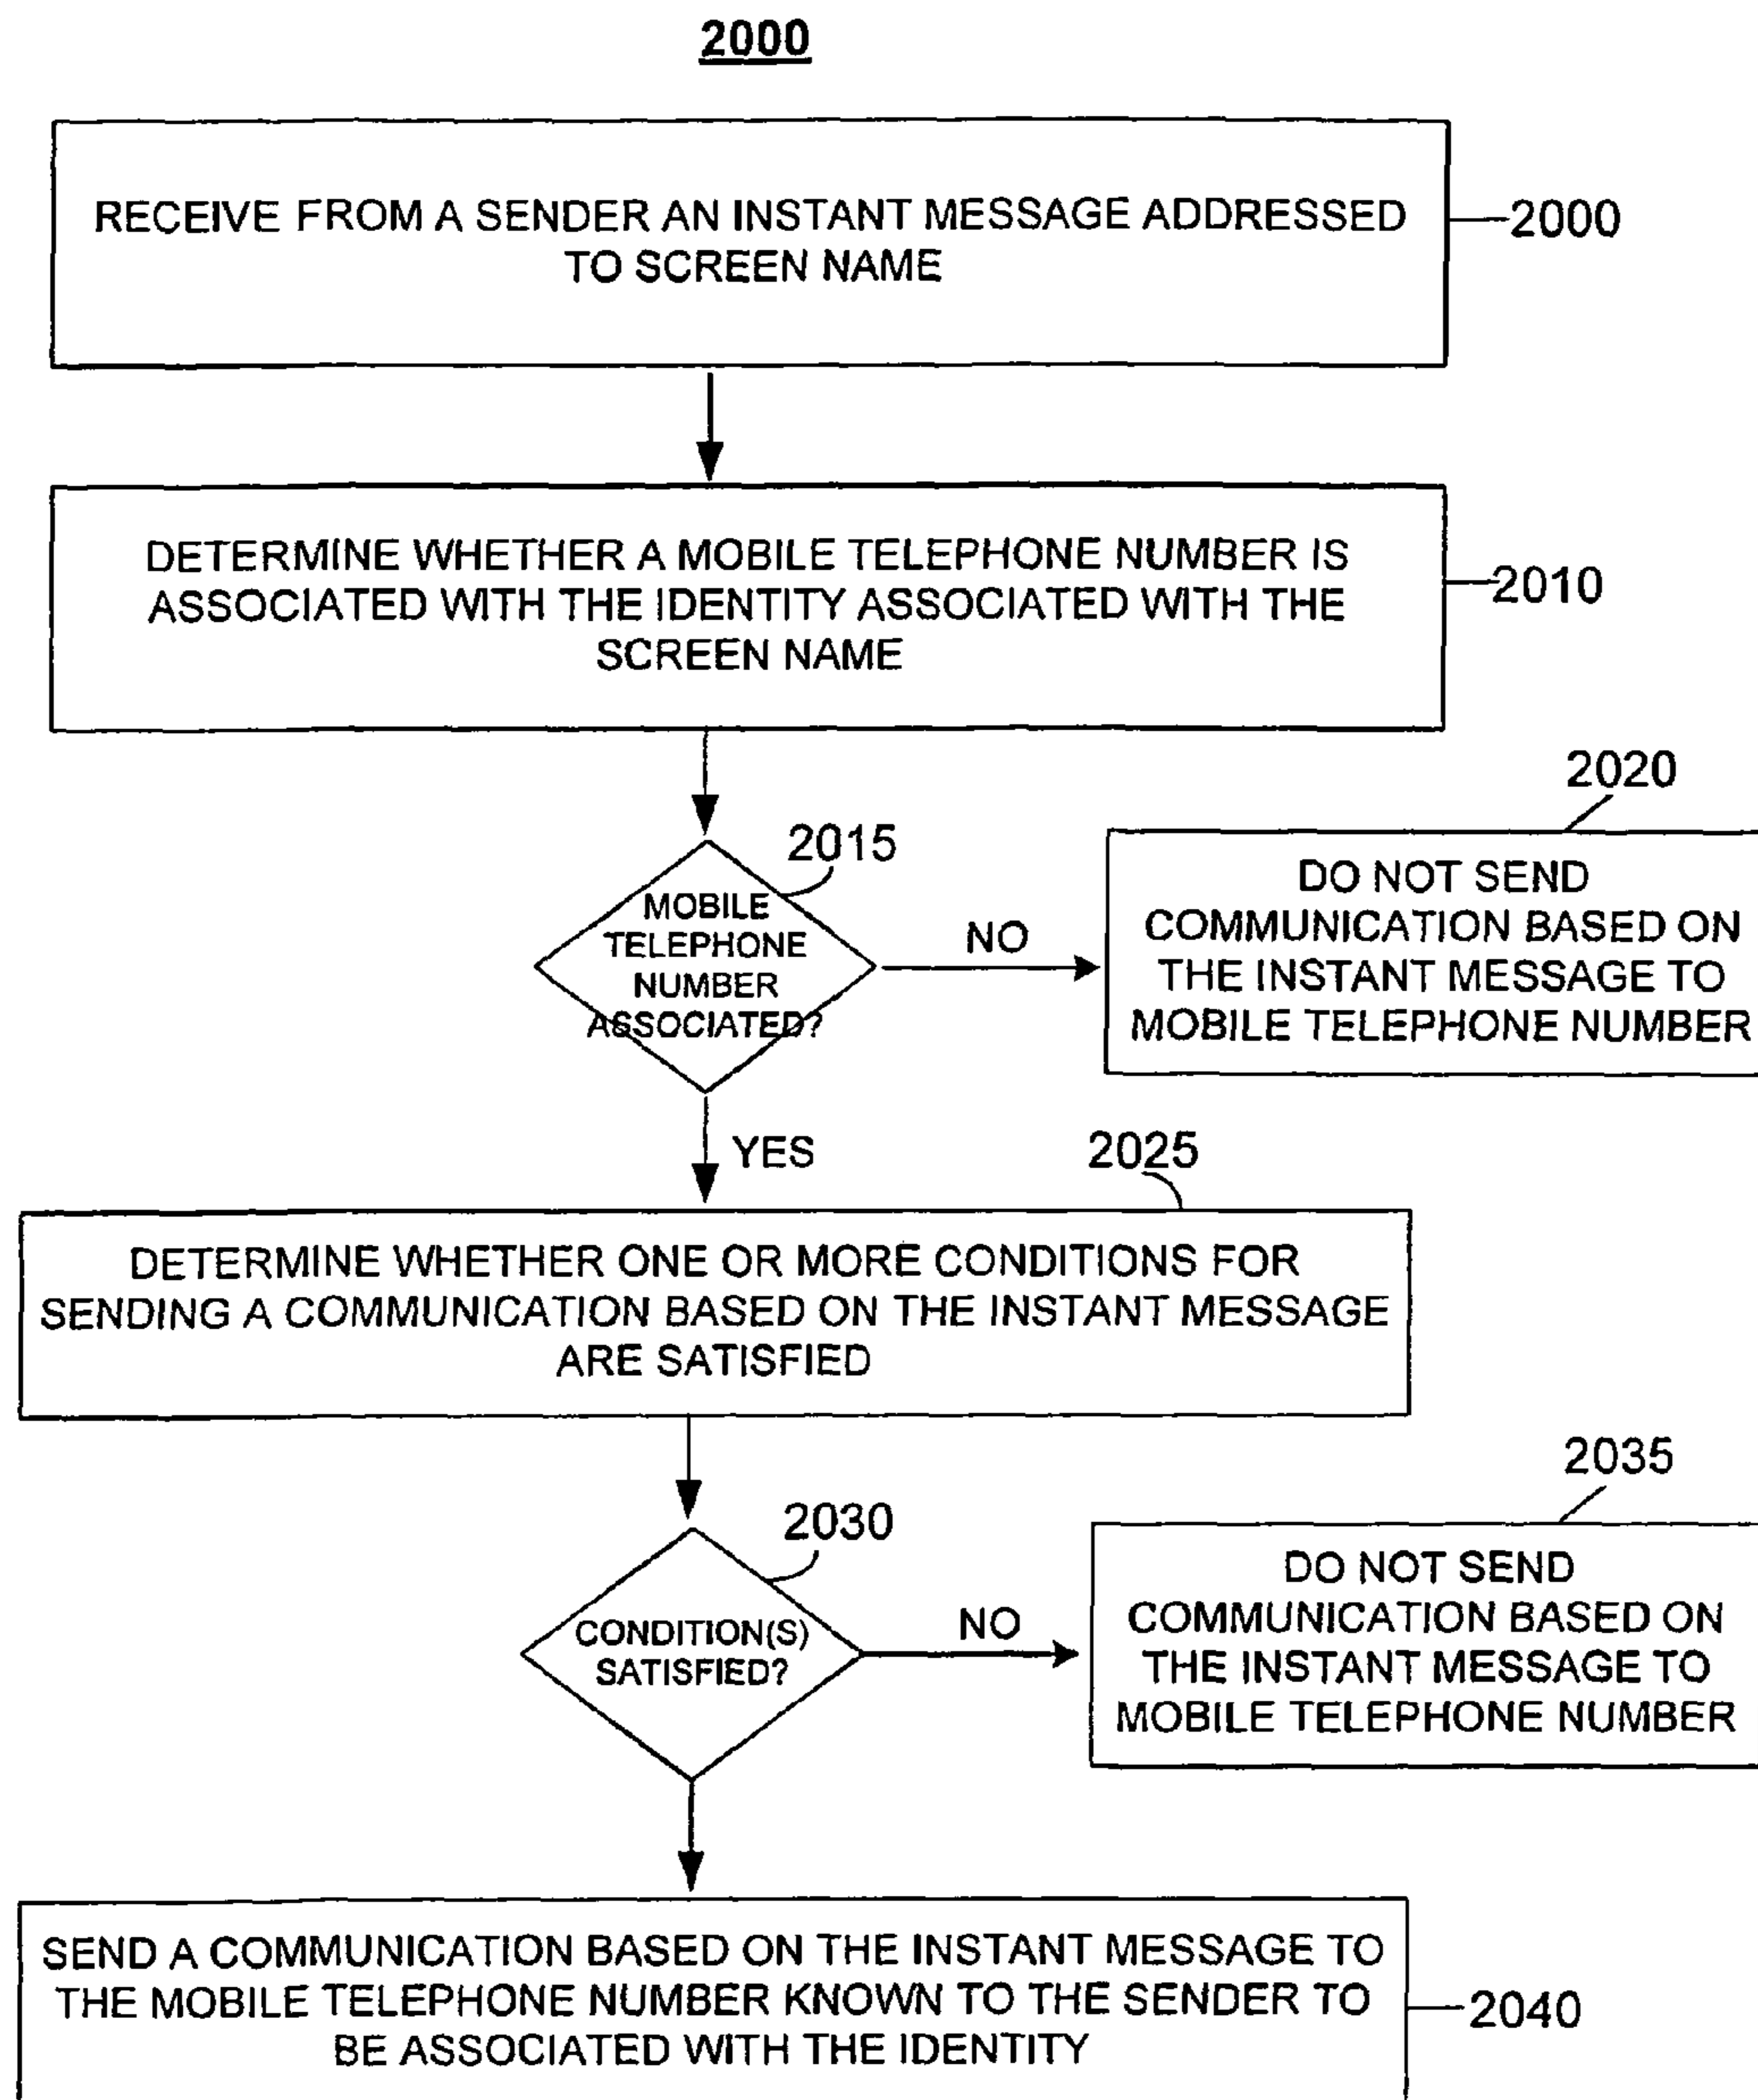 2000
RECEIVE FROM A SENDER AN INSTANT MESSAGE ADDRESSED
TO SCREEN NAME
2000
DETERMINE WHETHER A MOBILE TELEPHONE NUMBER IS
ASSOCIATED WITH THE IDENTITY ASSOCIATED WITH THE
SCREEN NAME
2010
2015
MOBILE
TELEPHONE
NUMBER
ASSOCIATED?
NO
2020
DO NOT SEND
COMMUNICATION BASED ON
THE INSTANT MESSAGE TO
MOBILE TELEPHONE NUMBER
YES
2025
DETERMINE WHETHER ONE OR MORE CONDITIONS FOR
SENDING A COMMUNICATION BASED ON THE INSTANT MESSAGE
ARE SATISFIED
2030
CONDITION(S)
SATISFIED?
NO
2035
DO NOT SEND
COMMUNICATION BASED ON
THE INSTANT MESSAGE TO
MOBILE TELEPHONE NUMBER
SEND A COMMUNICATION BASED ON THE INSTANT MESSAGE TO
THE MOBILE TELEPHONE NUMBER KNOWN TO THE SENDER TO
BE ASSOCIATED WITH THE IDENTITY
2040